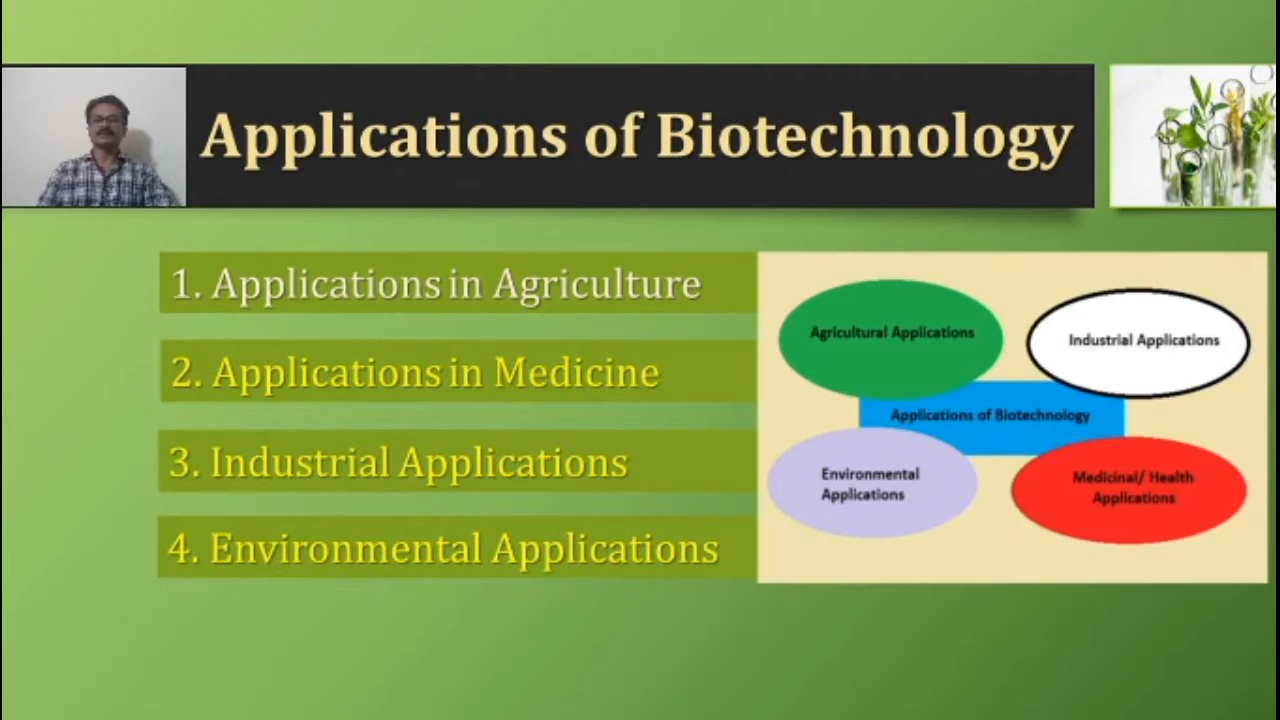 Applications of Biotechnology
1. Applications in Agriculture
2. Applications in Medicine
3. Industrial Applications
4. Environmental Applications
Agricultural Applications
Industrial Applications
Applications of Biotechnology
Environmental
Applications
Medicinal/ Health
Applications